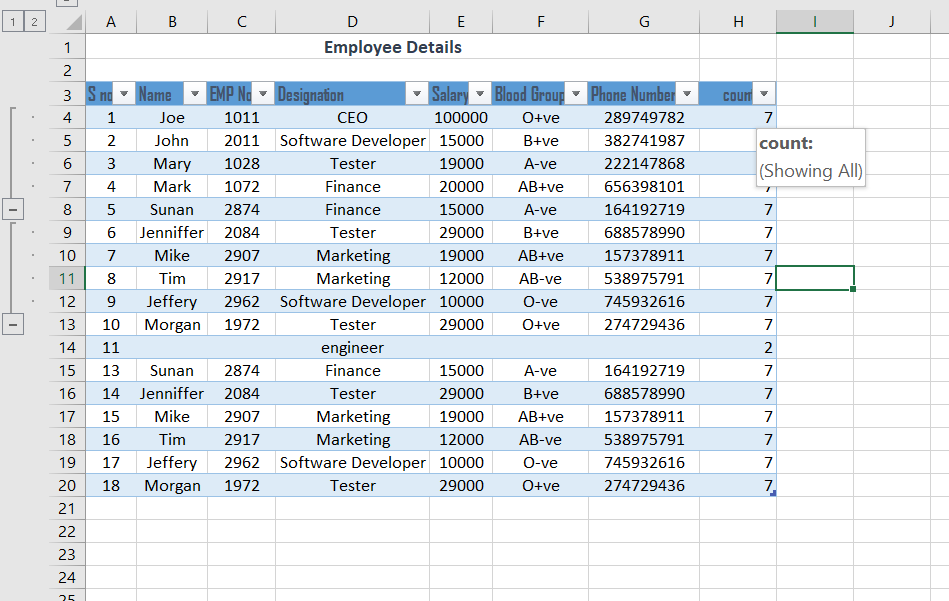 1 2 A B C D E F G H I J
1 Employee Details
2
3 S no Name EMP No Designation Salary Blood Group Phone Number count
4 1 Joe 1011 CEO 100000 O+ve 289749782 7
5 2 John 2011 Software Developer 15000 B+ve 382741987
count:
6 3 Mary 1028 Tester 19000 A-ve 222147868
(Showing All)
7 4 Mark 1072 Finance 20000 AB+ve 656398101 7
8 5 Sunan 2874 Finance 15000 A-ve 164192719 7
9 6 Jenniffer 2084 Tester 29000 B+ve 688578990 7
10 7 Mike 2907 Marketing 19000 AB+ve 157378911 7
11 8 Tim 2917 Marketing 12000 AB-ve 538975791 7
12 9 Jeffery 2962 Software Developer 10000 O-ve 745932616 7
13 10 Morgan 1972 Tester 29000 O+ve 274729436 7
14 11 engineer 2
15 13 Sunan 2874 Finance 15000 A-ve 164192719 7
16 14 Jenniffer 2084 Tester 29000 B+ve 688578990 7
17 15 Mike 2907 Marketing 19000 AB+ve 157378911 7
18 16 Tim 2917 Marketing 12000 AB-ve 538975791 7
19 17 Jeffery 2962 Software Developer 10000 O-ve 745932616 7
20 18 Morgan 1972 Tester 29000 O+ve 274729436 7
21
22
23
24
25